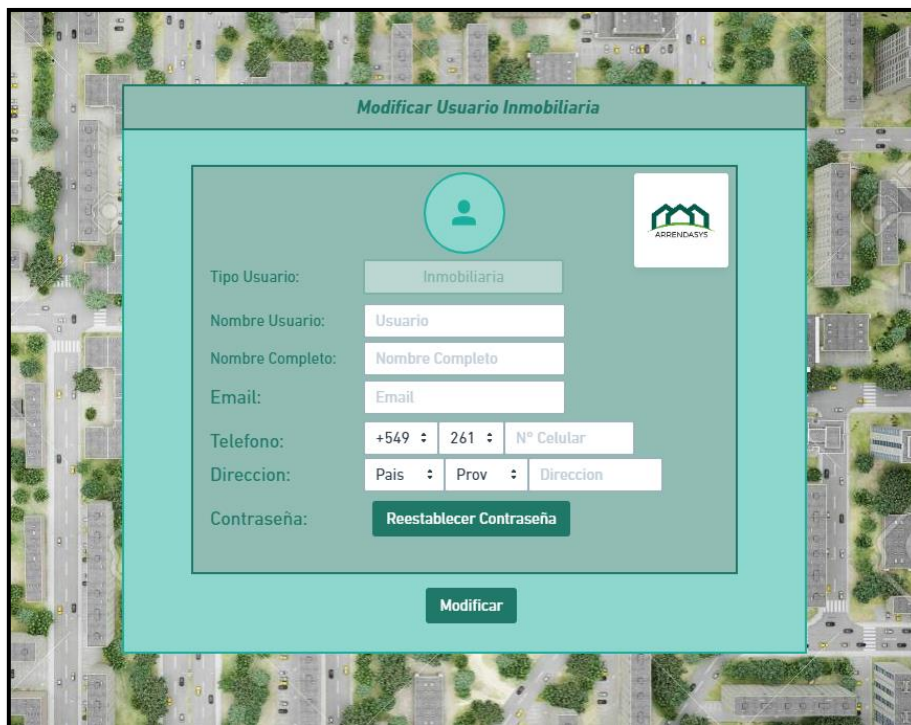 Modificar Usuario Inmobiliaria
ARRENDASYS
Tipo Usuario: Inmobiliaria
Nombre Usuario: Usuario
Nombre Completo: Nombre Completo
Email: Email
Telefono: +549 261 N° Celular
Direccion: Pais Prov Direccion
Contraseña: Reestablecer Contraseña
Modificar